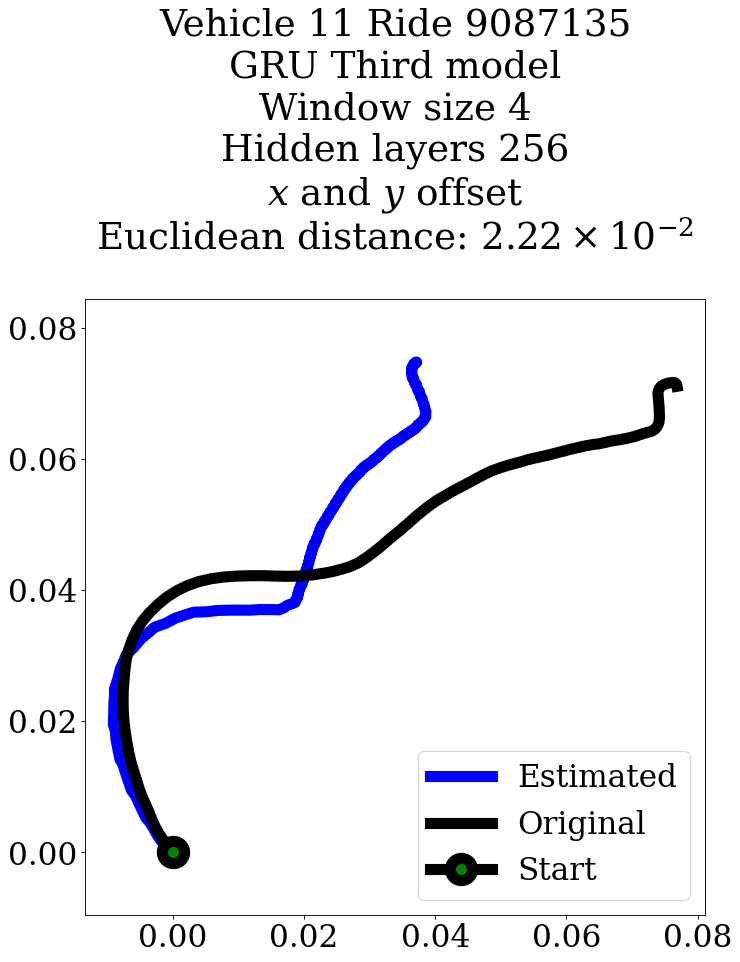 Vehicle 11 Ride 9087135
GRU Third model
Window size 4
Hidden layers 256
x and y offset
Euclidean distance: 2.22 × 10⁻²
0.08
0.06
0.04
0.02
0.00
Estimated
Original
Start
0.00 0.02 0.04 0.06 0.08